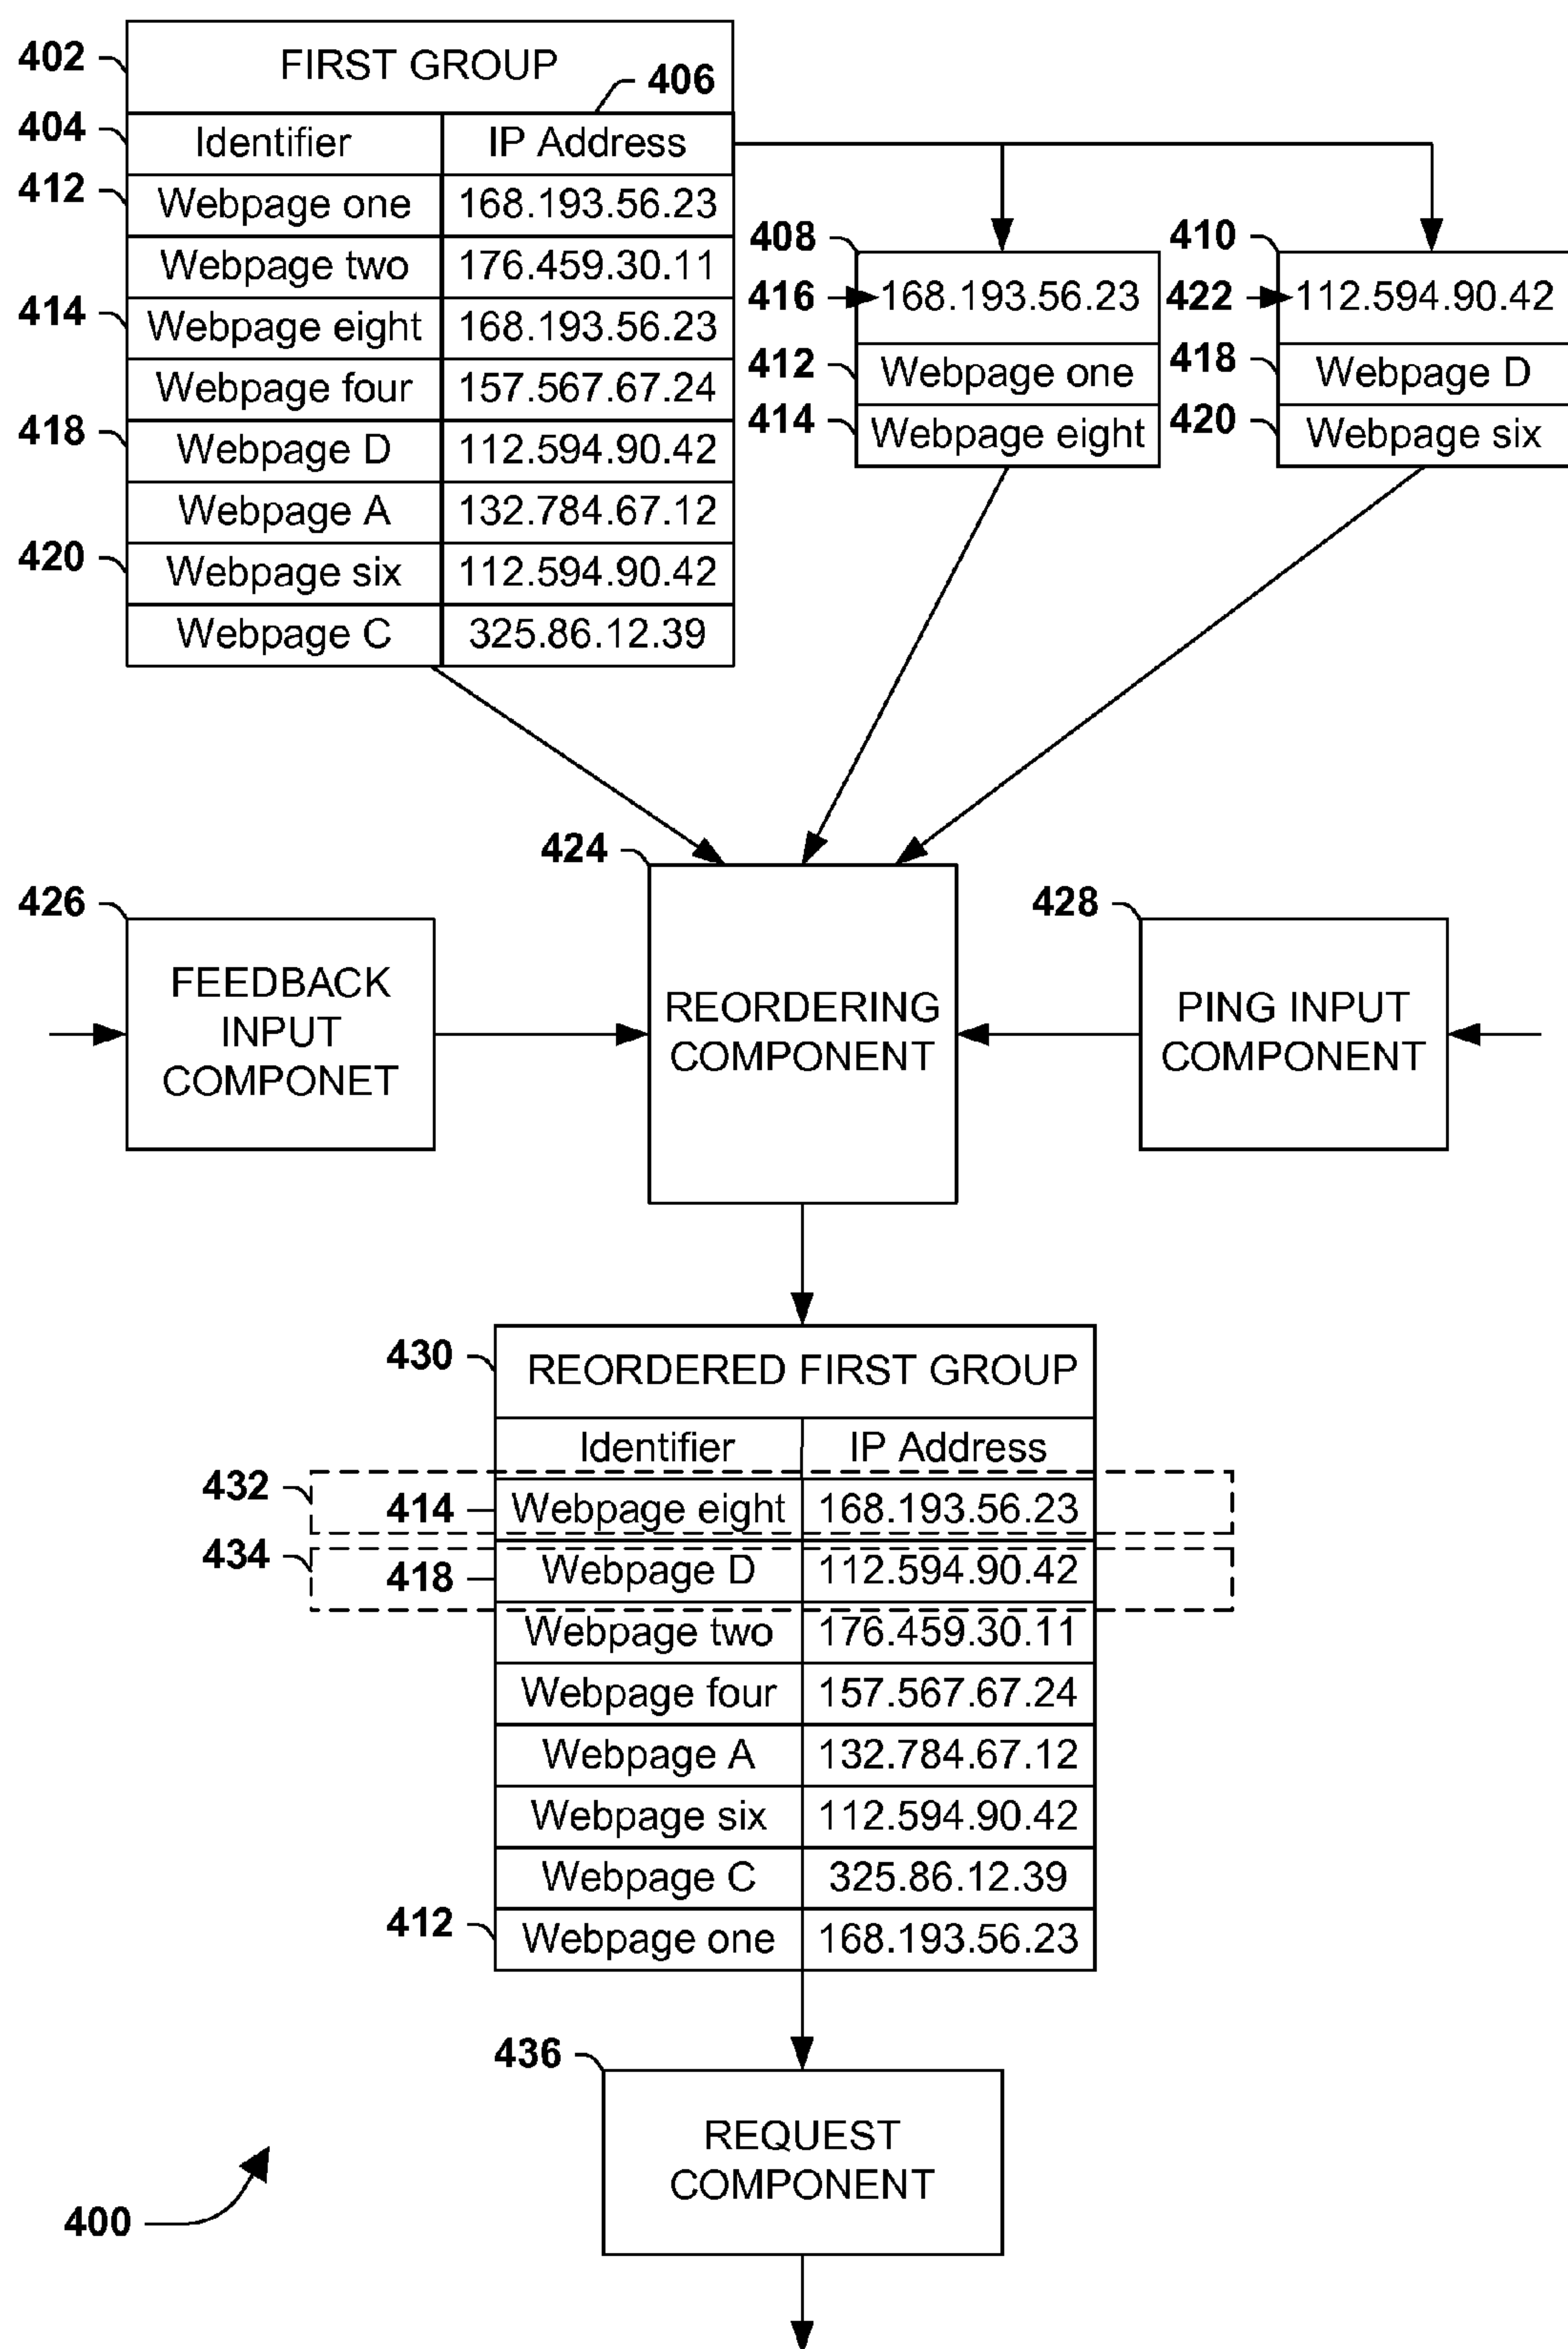 402
FIRST GROUP
406
404
Identifier IP Address
412
Webpage one 168.193.56.23
Webpage two 176.459.30.11
414
Webpage eight 168.193.56.23
Webpage four 157.567.67.24
418
Webpage D 112.594.90.42
Webpage A 132.784.67.12
420
Webpage six 112.594.90.42
Webpage C 325.86.12.39
408
416
168.193.56.23
412
Webpage one
414
Webpage eight
410
422
112.594.90.42
418
Webpage D
420
Webpage six
424
REORDERING
COMPONENT
426
FEEDBACK
INPUT
COMPONET
428
PING INPUT
COMPONENT
430
REORDERED FIRST GROUP
Identifier IP Address
432
414
Webpage eight 168.193.56.23
434
418
Webpage D 112.594.90.42
Webpage two 176.459.30.11
Webpage four 157.567.67.24
Webpage A 132.784.67.12
Webpage six 112.594.90.42
Webpage C 325.86.12.39
412
Webpage one 168.193.56.23
436
REQUEST
COMPONENT
400